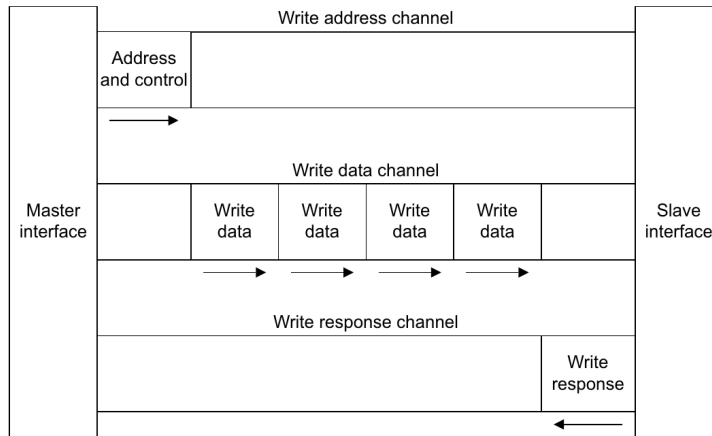 Write address channel
Address
and control
Write data channel
Master
interface
Write
data
Write
data
Write
data
Write
data
Slave
interface
Write response channel
Write
response